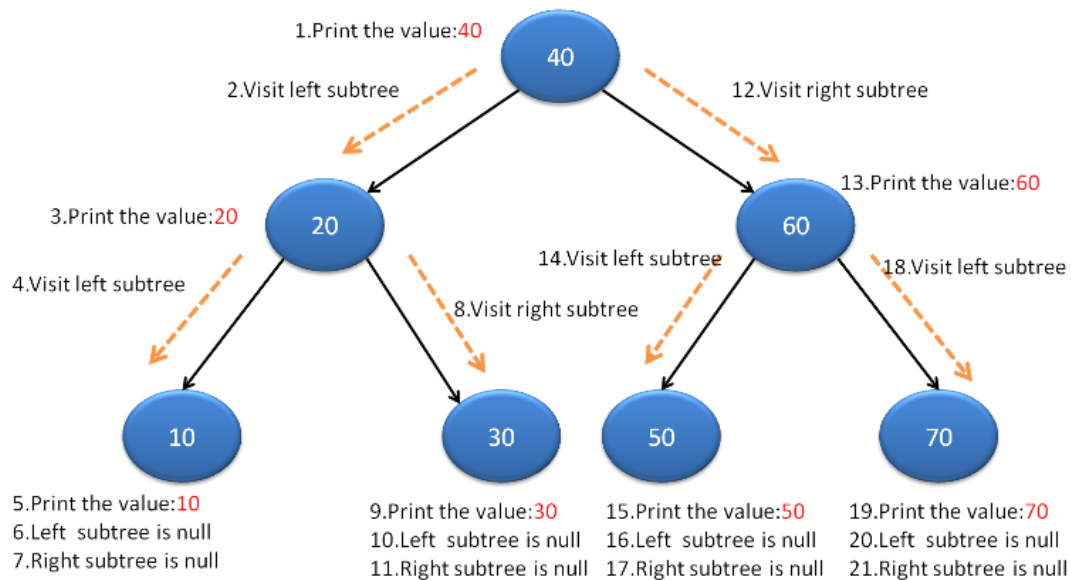 1.Print the value:40
40
2.Visit left subtree
12.Visit right subtree
3.Print the value:20
20
60
13.Print the value:60
4.Visit left subtree
8.Visit right subtree
14.Visit left subtree
18.Visit left subtree
10
30
50
70
5.Print the value:10
6.Left subtree is null
7.Right subtree is null
9.Print the value:30
10.Left subtree is null
11.Right subtree is null
15.Print the value:50
16.Left subtree is null
17.Right subtree is null
19.Print the value:70
20.Left subtree is null
21.Right subtree is null